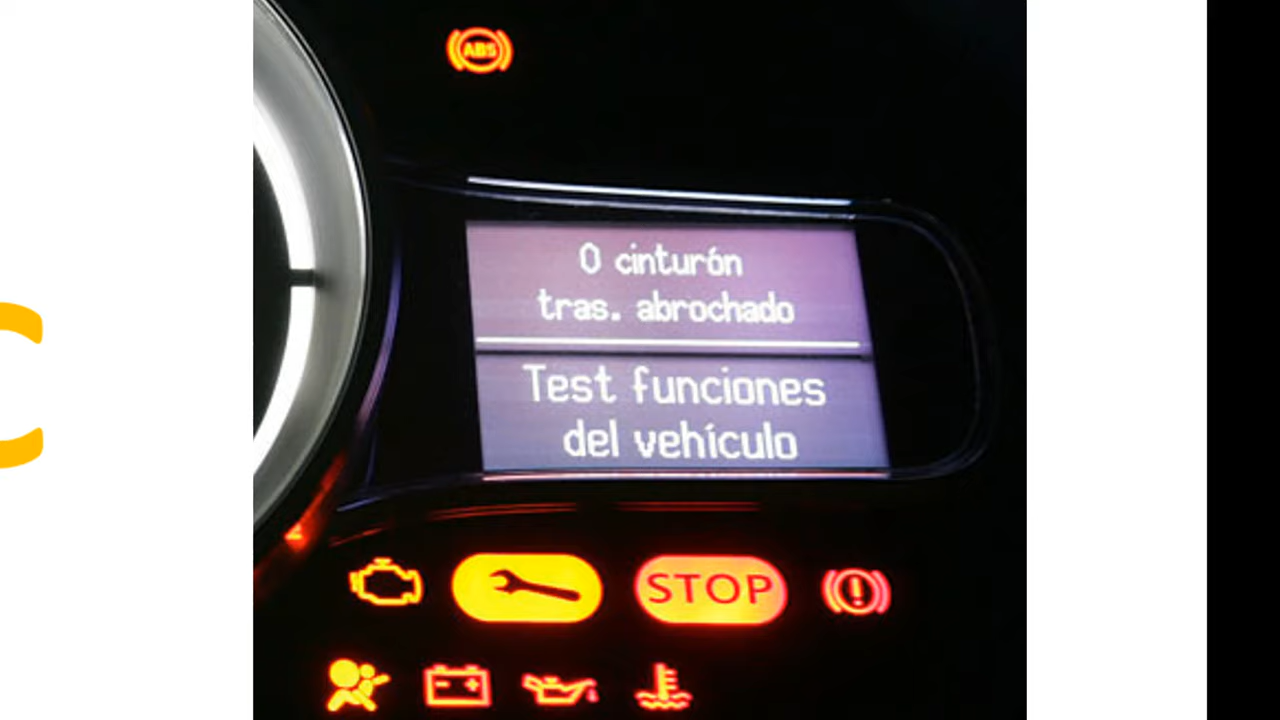 ABS
0 cinturón
tras. abrochado
Test funciones
del vehículo
STOP